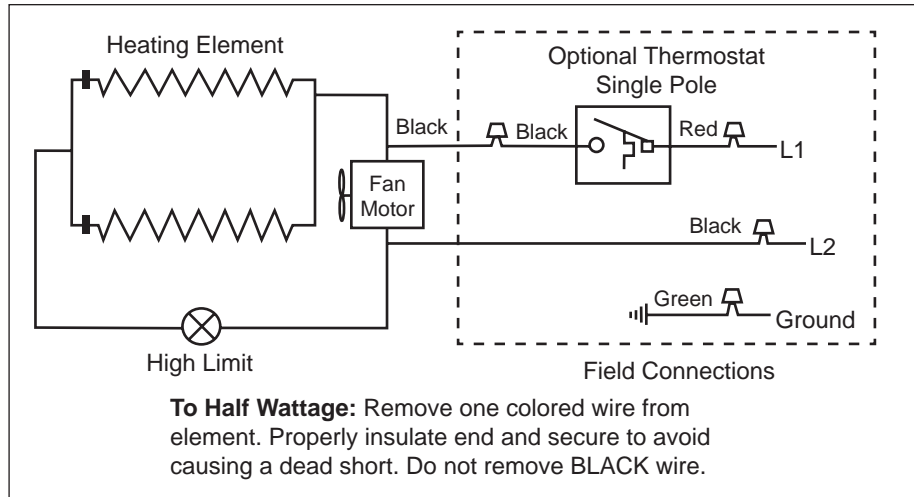 Heating Element
Optional Thermostat
Single Pole
Black
Black
Red
L1
Fan
Motor
Black
L2
Green
Ground
High Limit
Field Connections
To Half Wattage: Remove one colored wire from
element. Properly insulate end and secure to avoid
causing a dead short. Do not remove BLACK wire.